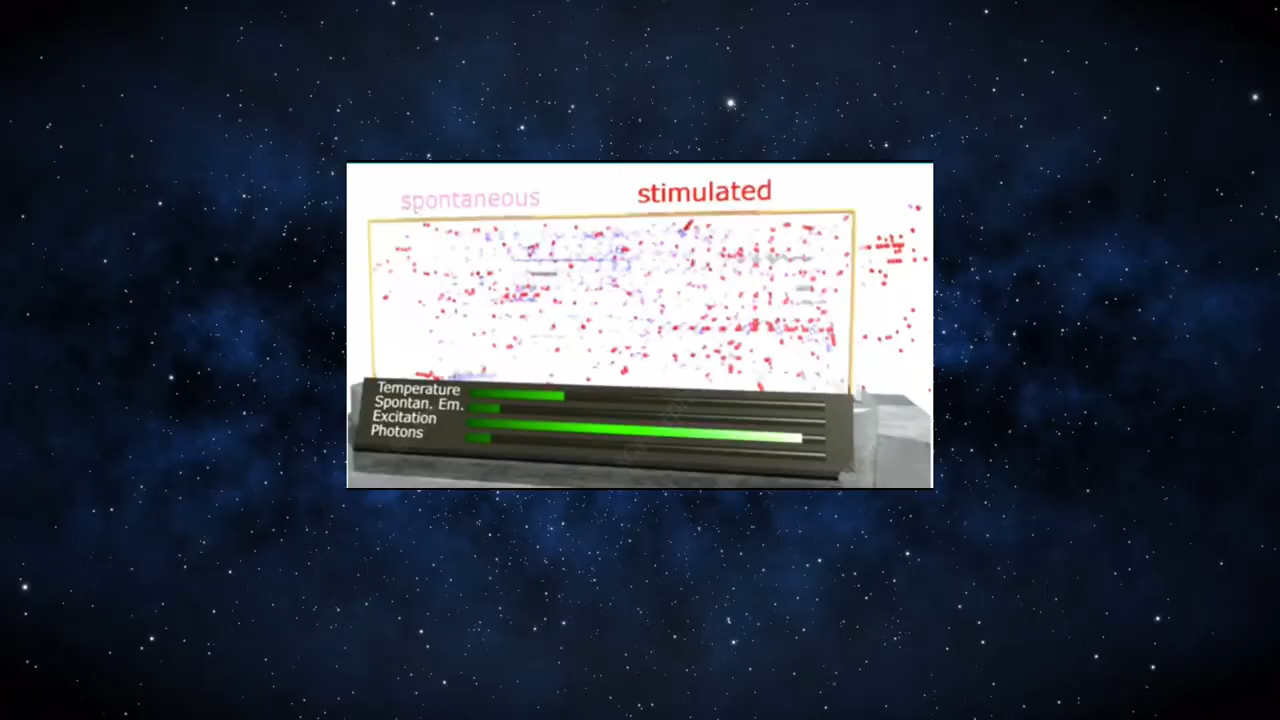 spontaneous
stimulated
Temperature
Spontan. Em.
Excitation
Photons